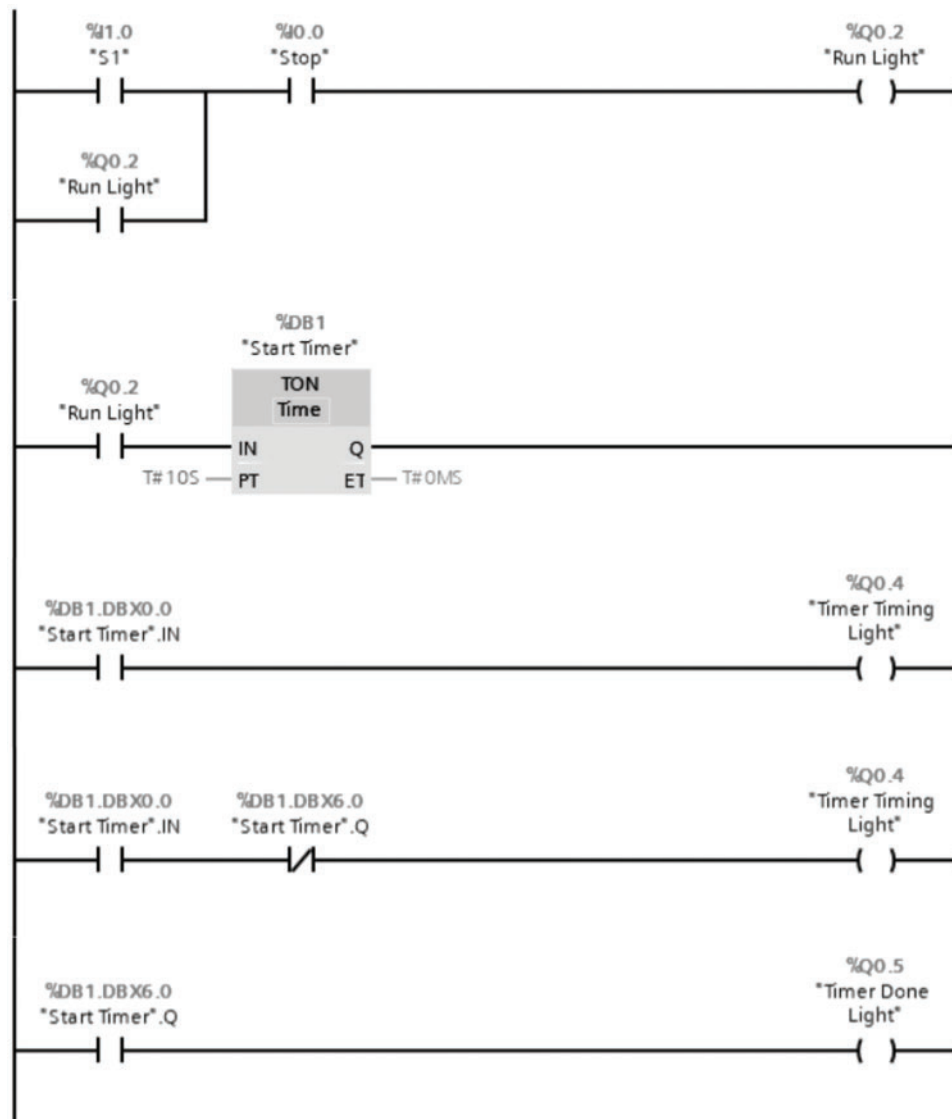 %I1.0 %I0.0 %Q0.2
"S1" "Stop" "Run Light"
%Q0.2
"Run Light"
%DB1
"Start Timer"
TON
Time
%Q0.2
"Run Light"
IN Q
T#10S PT ET T#0MS
%Q0.4
%DB1.DBX0.0 "Timer Timing
"Start Timer".IN Light"
%Q0.4
%DB1.DBX0.0 %DB1.DBX6.0 "Timer Timing
"Start Timer".IN "Start Timer".Q Light"
%Q0.5
%DB1.DBX6.0 "Timer Done
"Start Timer".Q Light"